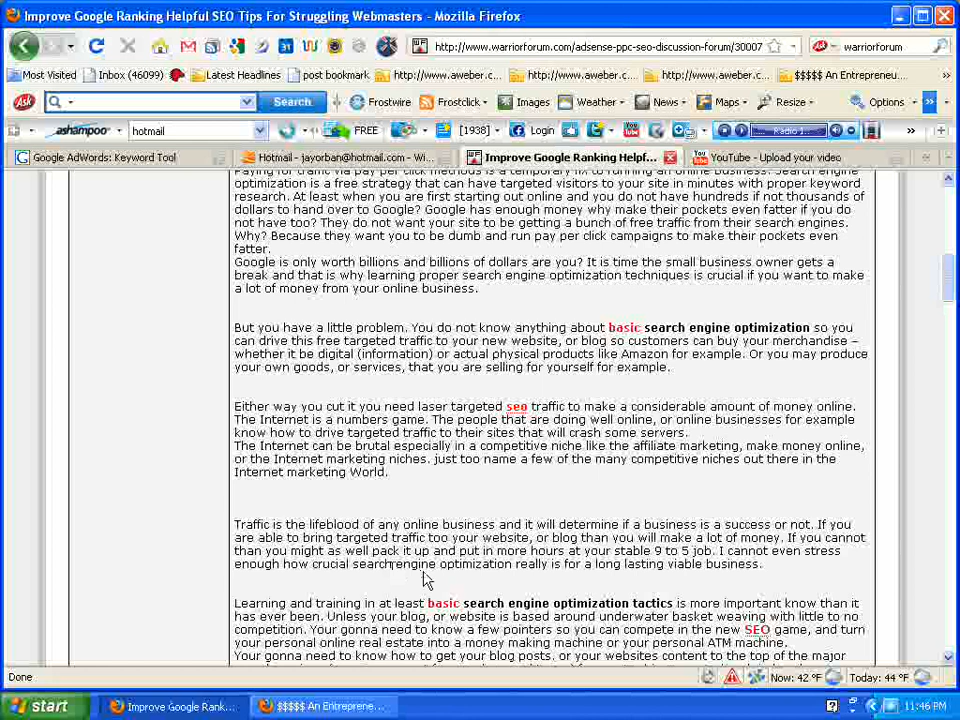 Improve Google Ranking Helpful SEO Tips For Struggling Webmasters - Mozilla Firefox
http://www.warriorforum.com/adsense-ppc-seo-discussion-forum/30007
warriorforum
Most Visited Inbox (46099) Latest Headlines post bookmark http://www.aweber.c... http://www.aweber.c... http://www.aweber.c... $$$$$ An Entrepreneu...
Ask Search Frostwire Frostclick Images Weather News Maps Resize Options
ashampoo hotmail FREE [1938] Login Radio 1
Google AdWords: Keyword Tool Hotmail - jayorban@hotmail.com - Wi... Improve Google Ranking Helpf... YouTube - Upload your video
Paying for traffic via pay per click methods is a temporary fix to running an online business. Search engine
optimization is a free strategy that can have targeted visitors to your site in minutes with proper keyword
research. At least when you are first starting out online and you do not have hundreds if not thousands of
dollars to hand over to Google? Google has enough money why make their pockets even fatter if you do
not have too? They do not want your site to be getting a bunch of free traffic from their search engines.
Why? Because they want you to be dumb and run pay per click campaigns to make their pockets even
fatter.
Google is only worth billions and billions of dollars are you? It is time the small business owner gets a
break and that is why learning proper search engine optimization techniques is crucial if you want to make
a lot of money from your online business.
But you have a little problem. You do not know anything about basic search engine optimization so you
can drive this free targeted traffic to your new website, or blog so customers can buy your merchandise –
whether it be digital (information) or actual physical products like Amazon for example. Or you may produce
your own goods, or services, that you are selling for yourself for example.
Either way you cut it you need laser targeted seo traffic to make a considerable amount of money online.
The Internet is a numbers game. The people that are doing well online, or online businesses for example
know how to drive targeted traffic to their sites that will crash some servers.
The Internet can be brutal especially in a competitive niche like the affiliate marketing, make money online,
or the Internet marketing niches. just too name a few of the many competitive niches out there in the
Internet marketing World.
Traffic is the lifeblood of any online business and it will determine if a business is a success or not. If you
are able to bring targeted traffic too your website, or blog than you will make a lot of money. If you cannot
than you might as well pack it up and put in more hours at your stable 9 to 5 job. I cannot even stress
enough how crucial search engine optimization really is for a long lasting viable business.
Learning and training in at least basic search engine optimization tactics is more important know than it
has ever been. Unless your blog, or website is based around underwater basket weaving with little to no
competition. Your gonna need to know a few pointers so you can compete in the new SEO game, and turn
your personal online real estate into a money making machine or your personal ATM machine.
Your gonna need to know how to get your blog posts. or your websites content to the top of the major
Done Now: 42°F Today: 44°F
start Improve Google Rank... $$$$$ An Entreprene... 11:46 PM